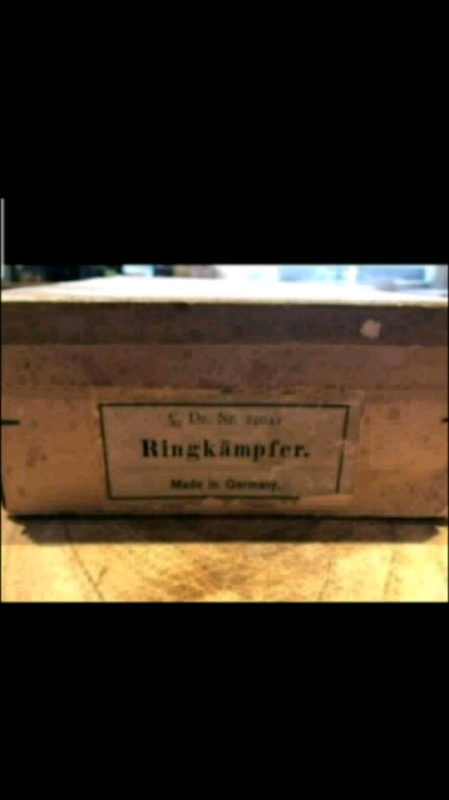 Dz. Nr.
Ringkämpfer.
Made in Germany.